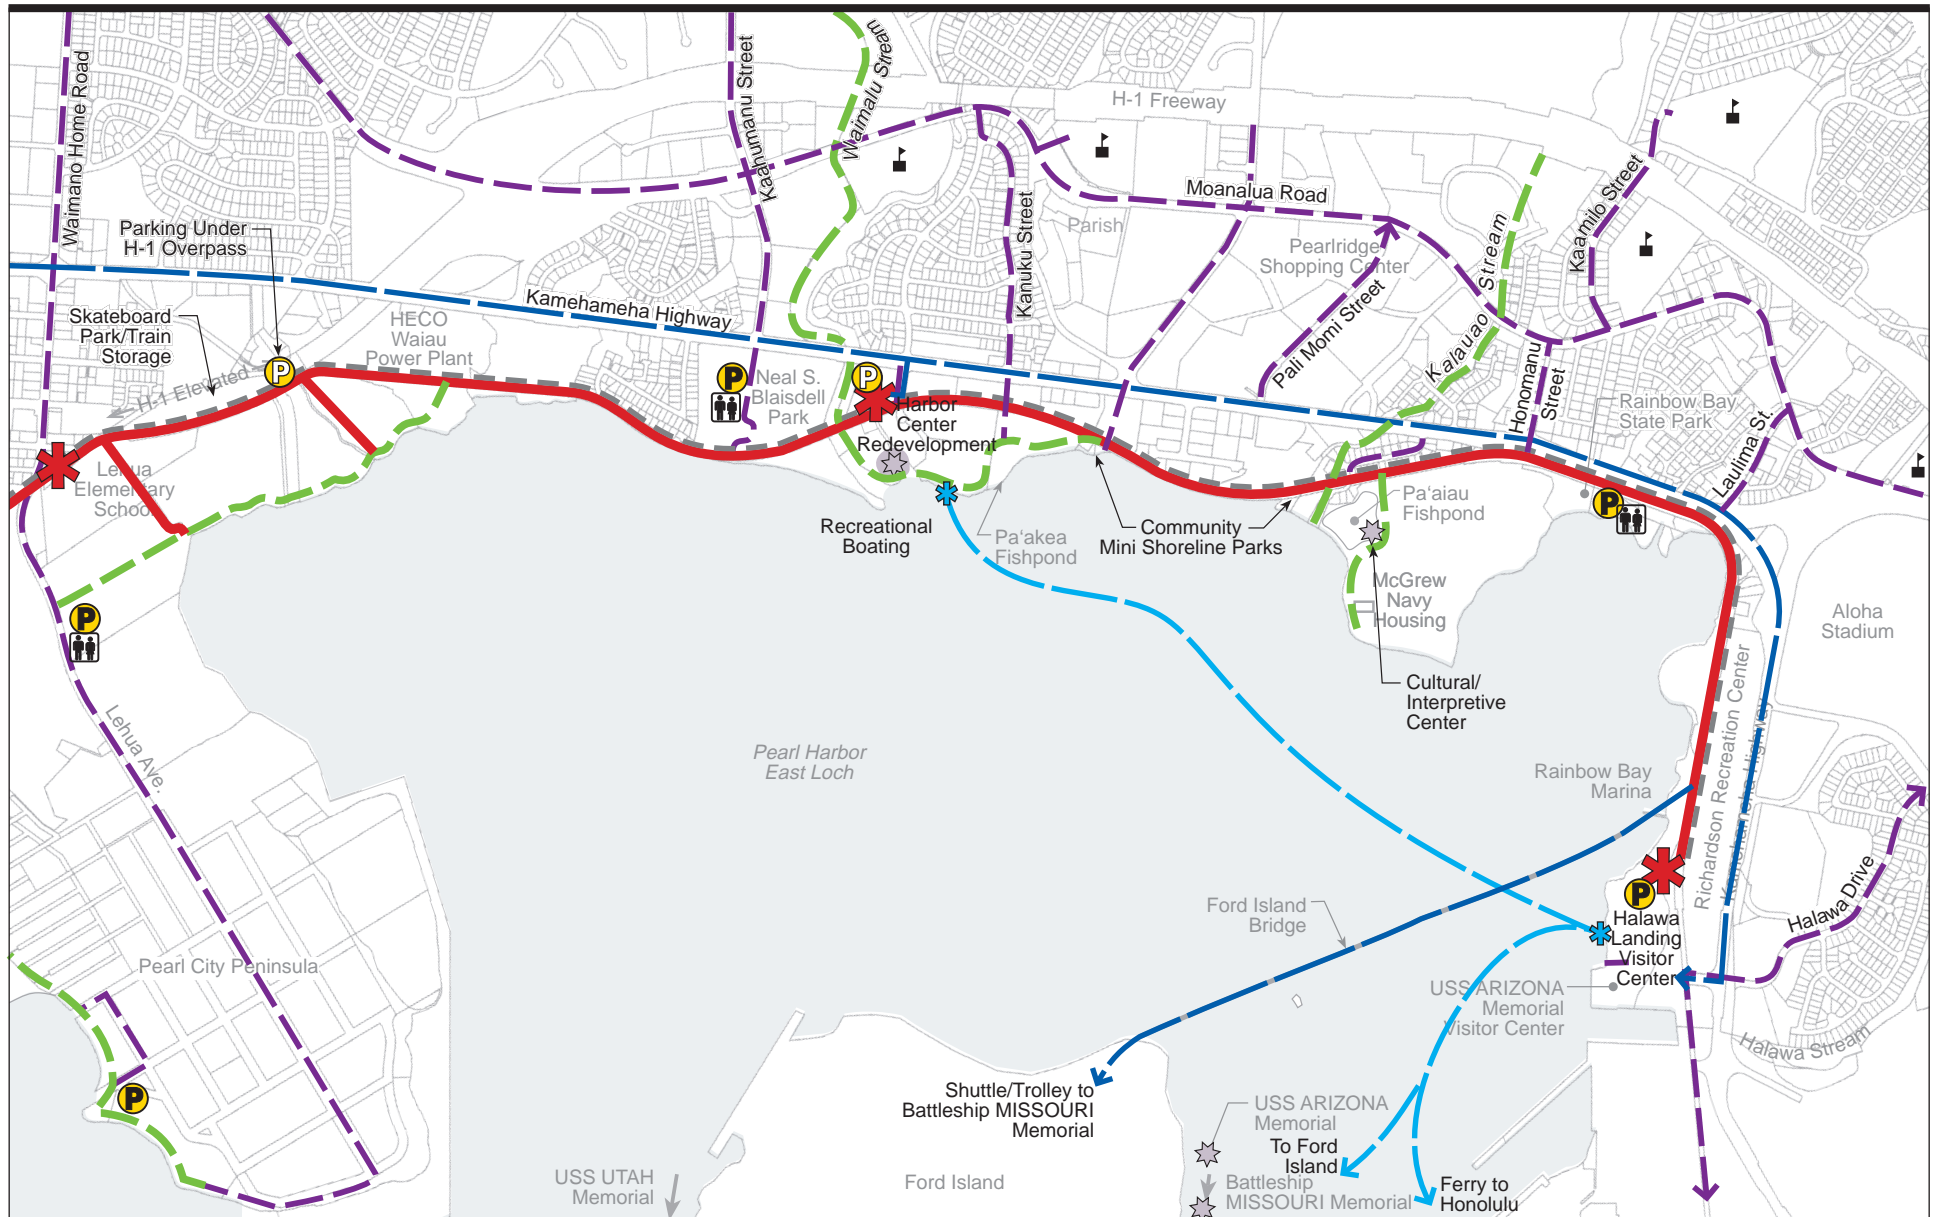 Waimano Home Road
Kaahumanu Street
Waimalu Stream
H-1 Freeway
Kaamilo Street
Moanalua Road
Parking Under
H-1 Overpass
Kanuku Street
Parish
Pearlridge
Shopping Center
Kalauao Stream
Kamehameha Highway
Skateboard
Park/Train
Storage
HECO
Waiau
Power Plant
H-1 Elevated
P
P
P
Neal S.
Blaisdell
Park
Pali Momi Street
Honomanu
Street
Rainbow Bay
State Park
Laulima St.
Harbor
Center
Redevelopment
Lehua
Elementary
School
Recreational
Boating
Pa'akea
Fishpond
Community
Mini Shoreline Parks
Pa'aiau
Fishpond
P
McGrew
Navy
Housing
P
Aloha
Stadium
Cultural/
Interpretive
Center
Lehua Ave.
Pearl Harbor
East Loch
Richardson Recreation Center
Kamehameha Highway
Rainbow Bay
Marina
Ford Island
Bridge
P
Halawa
Landing
Visitor
Center
Halawa Drive
Pearl City Peninsula
USS ARIZONA
Memorial
Visitor Center
Halawa Stream
P
Shuttle/Trolley to
Battleship MISSOURI
Memorial
USS ARIZONA
Memorial
To Ford
Island
USS UTAH
Memorial
Ford Island
Battleship
MISSOURI Memorial
Ferry to
Honolulu